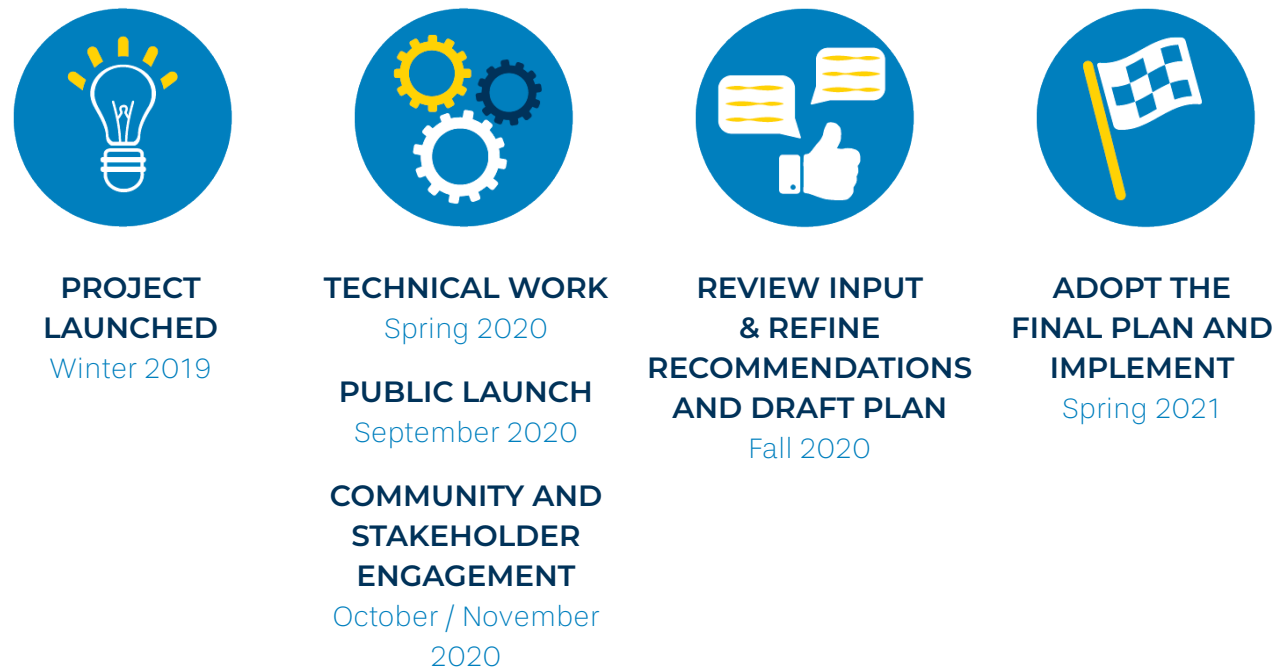 PROJECT
LAUNCHED
Winter 2019
TECHNICAL WORK
Spring 2020
PUBLIC LAUNCH
September 2020
COMMUNITY AND
STAKEHOLDER
ENGAGEMENT
October / November
2020
REVIEW INPUT
& REFINE
RECOMMENDATIONS
AND DRAFT PLAN
Fall 2020
ADOPT THE
FINAL PLAN AND
IMPLEMENT
Spring 2021